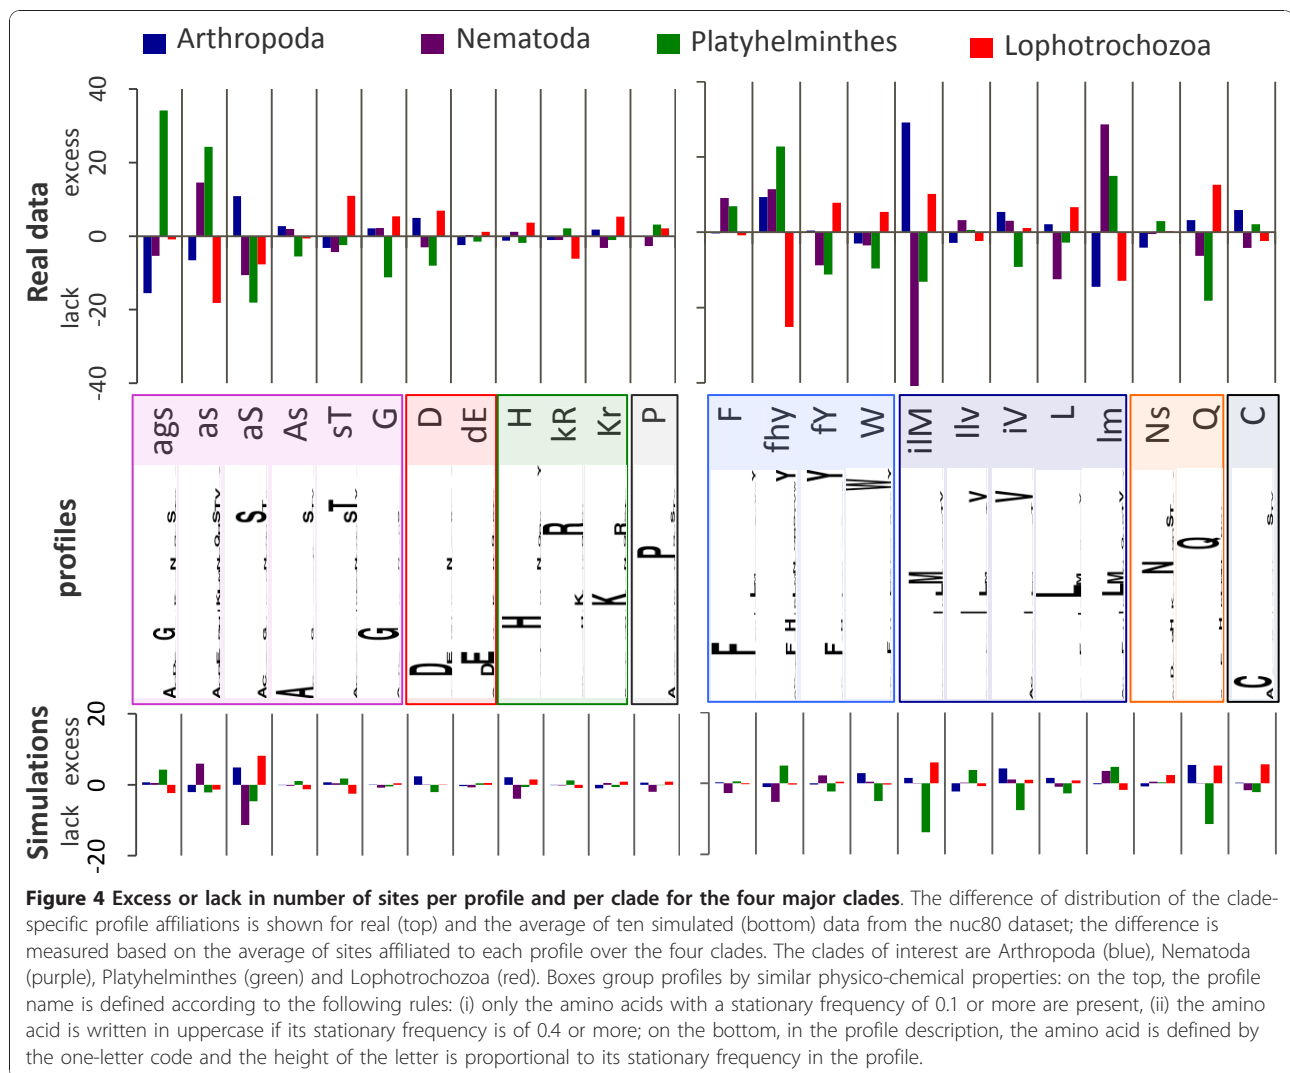 Arthropoda Nematoda Platyhelminthes Lophotrochozoa
Real data
lack excess
40
20
0
-20
-40
profiles
ags as aS As sT G D dE H kR Kr P F fhy fY W ilM Ilv iV L lm Ns Q C
Simulations
lack excess
20
0
-20
Figure 4 Excess or lack in number of sites per profile and per clade for the four major clades. The difference of distribution of the clade-
specific profile affiliations is shown for real (top) and the average of ten simulated (bottom) data from the nuc80 dataset; the difference is
measured based on the average of sites affiliated to each profile over the four clades. The clades of interest are Arthropoda (blue), Nematoda
(purple), Platyhelminthes (green) and Lophotrochozoa (red). Boxes group profiles by similar physico-chemical properties: on the top, the profile
name is defined according to the following rules: (i) only the amino acids with a stationary frequency of 0.1 or more are present, (ii) the amino
acid is written in uppercase if its stationary frequency is of 0.4 or more; on the bottom, in the profile description, the amino acid is defined by
the one-letter code and the height of the letter is proportional to its stationary frequency in the profile.